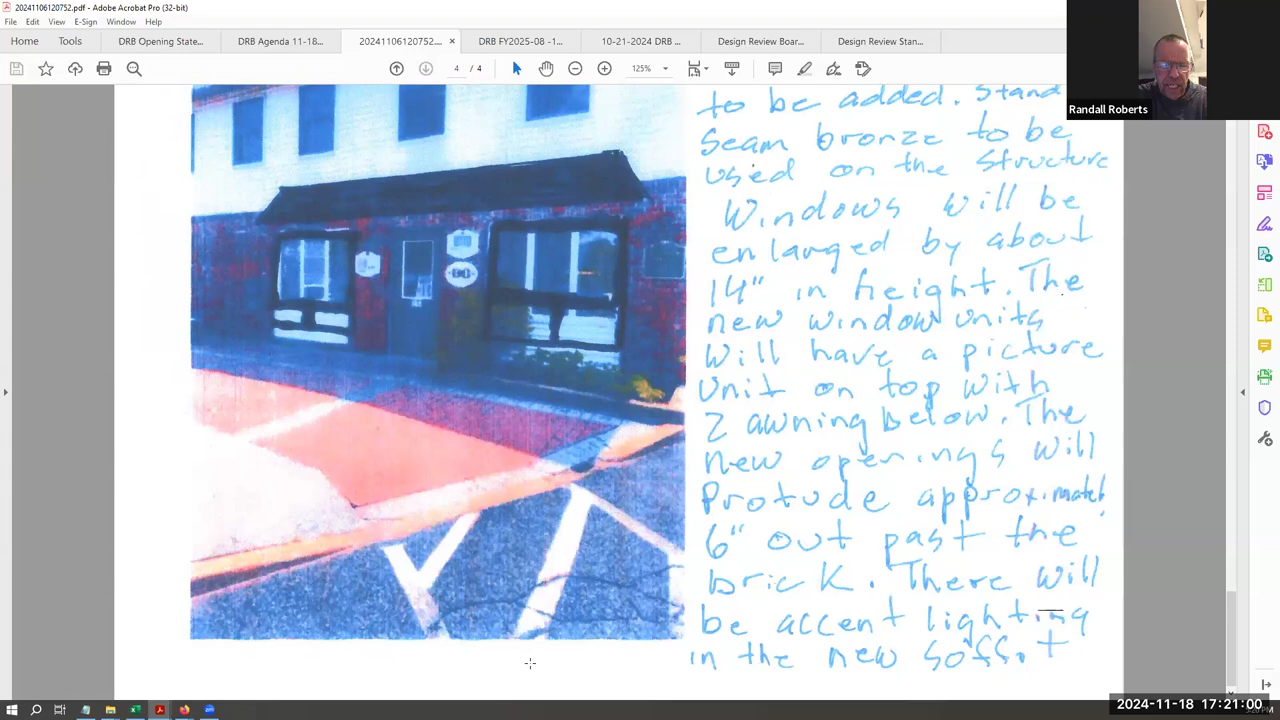 20241106120752.pdf - Adobe Acrobat Pro (32-bit)
File Edit View E-Sign Window Help
Home Tools DRB Opening State... DRB Agenda 11-18... 20241106120752.... × DRB FY2025-08 -1... 10-21-2024 DRB ... Design Review Boar... Design Review Stan...
4 / 4 125%
Randall Roberts
to be added. Stand
Seam bronze to be
used on the structure
Windows will be
enlarged by about
14" in height. The
new window units
will have a picture
unit on top with
2 awning below. The
new openings will
Protude approximately
6" out past the
brick. There will
be accent lighting
in the new soffit
2024-11-18 17:21:00